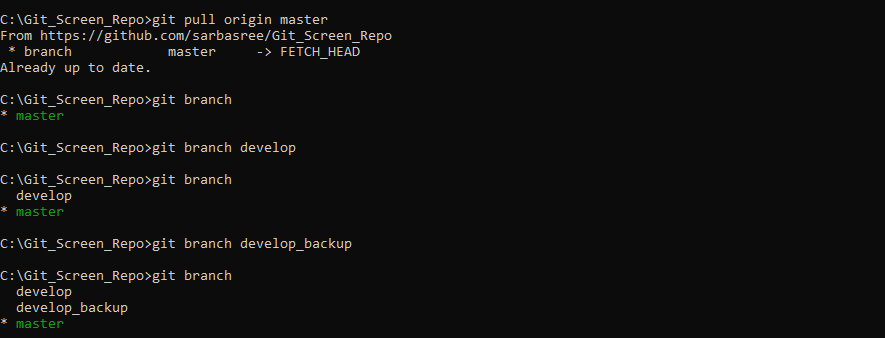 C:\Git_Screen_Repo>git pull origin master
From https://github.com/sarbasree/Git_Screen_Repo
 * branch            master     -> FETCH_HEAD
Already up to date.

C:\Git_Screen_Repo>git branch
* master

C:\Git_Screen_Repo>git branch develop

C:\Git_Screen_Repo>git branch
  develop
* master

C:\Git_Screen_Repo>git branch develop_backup

C:\Git_Screen_Repo>git branch
  develop
  develop_backup
* master